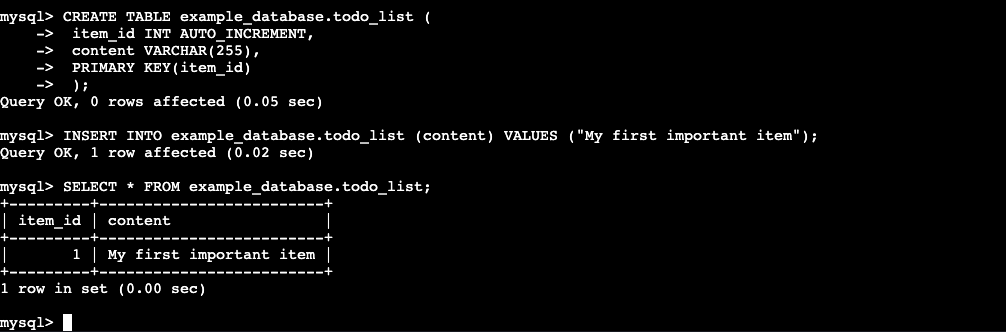 mysql> CREATE TABLE example_database.todo_list (
    ->  item_id INT AUTO_INCREMENT,
    ->  content VARCHAR(255),
    ->  PRIMARY KEY(item_id)
    ->  );
Query OK, 0 rows affected (0.05 sec)
mysql> INSERT INTO example_database.todo_list (content) VALUES ("My first important item");
Query OK, 1 row affected (0.02 sec)
mysql> SELECT * FROM example_database.todo_list;
+---------+-------------------------+
| item_id | content                 |
+---------+-------------------------+
|       1 | My first important item |
+---------+-------------------------+
1 row in set (0.00 sec)
mysql>